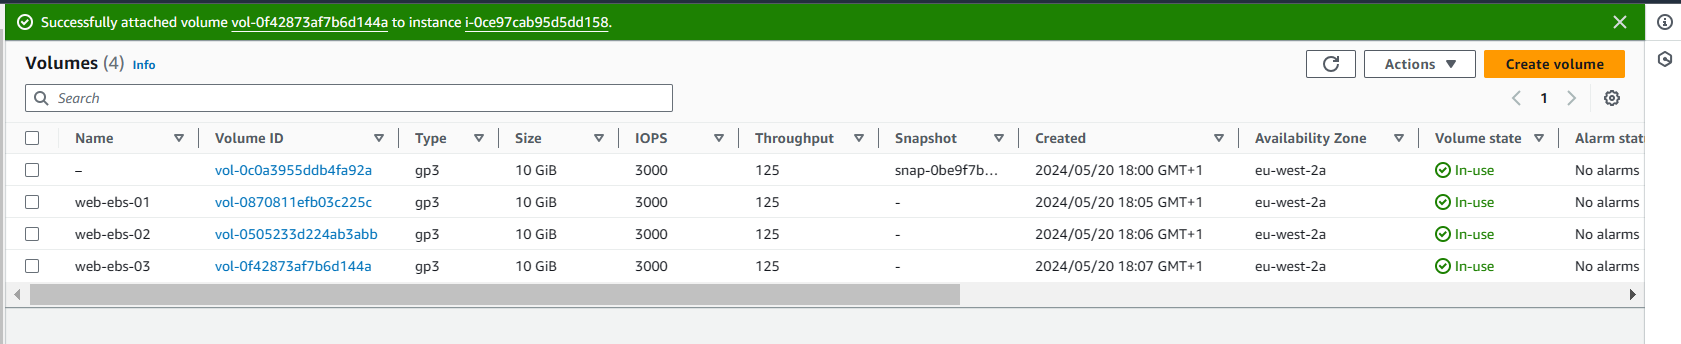 Successfully attached volume vol-0f42873af7b6d144a to instance i-0ce97cab95d5dd158.
Volumes (4) Info
Actions
Create volume
Search
1
Name Volume ID Type Size IOPS Throughput Snapshot Created Availability Zone Volume state Alarm stat
– vol-0c0a3955ddb4fa92a gp3 10 GiB 3000 125 snap-0be9f7b... 2024/05/20 18:00 GMT+1 eu-west-2a In-use No alarms
web-ebs-01 vol-0870811efb03c225c gp3 10 GiB 3000 125 - 2024/05/20 18:05 GMT+1 eu-west-2a In-use No alarms
web-ebs-02 vol-0505233d224ab3abb gp3 10 GiB 3000 125 - 2024/05/20 18:06 GMT+1 eu-west-2a In-use No alarms
web-ebs-03 vol-0f42873af7b6d144a gp3 10 GiB 3000 125 - 2024/05/20 18:07 GMT+1 eu-west-2a In-use No alarms